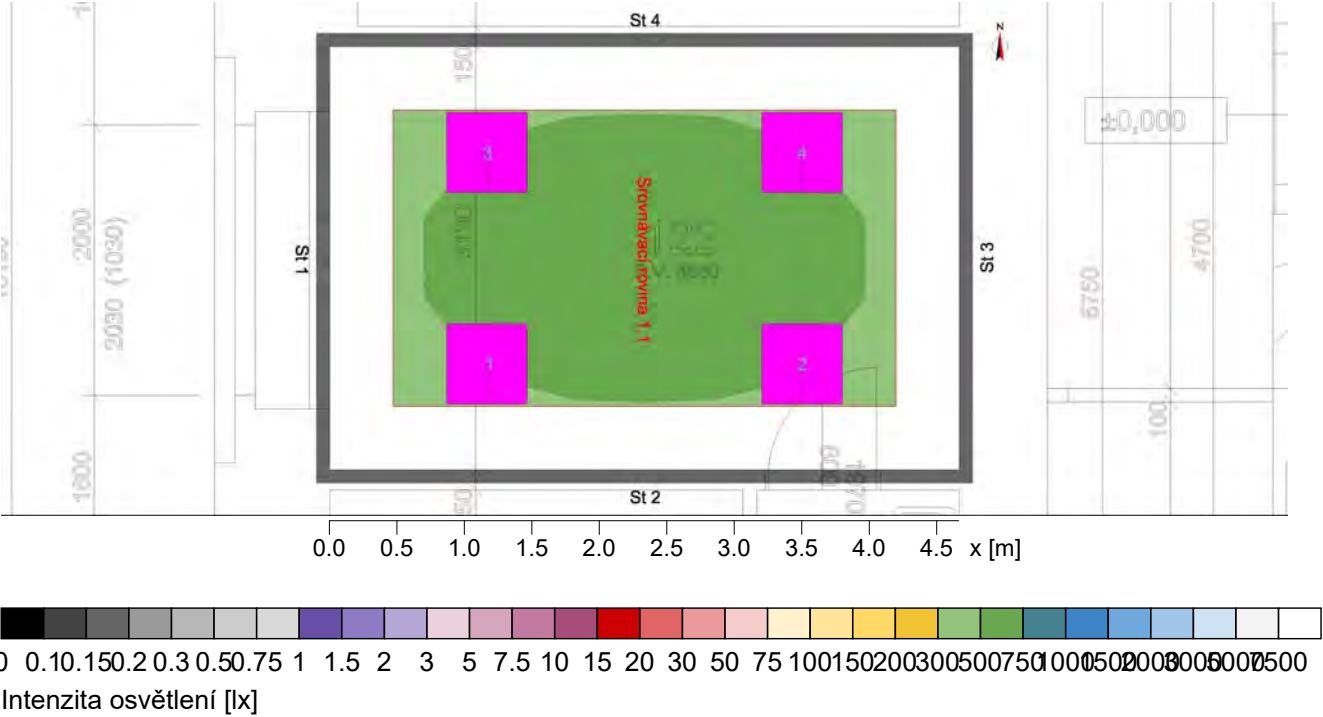 St 4
z
150
±0,000
3
4
2000
2030 (1030)
St 1
Srovnávací rovina 1.1
St 3
4700
5750
1
2
100
1600
St 2
50
0.0 0.5 1.0 1.5 2.0 2.5 3.0 3.5 4.0 4.5 x [m]
0 0.1 0.15 0.2 0.3 0.5 0.75 1 1.5 2 3 5 7.5 10 15 20 30 50 75 100 150 200 300 500 750 1000 1500 2000 3000 5000 7500
Intenzita osvětlení [lx]